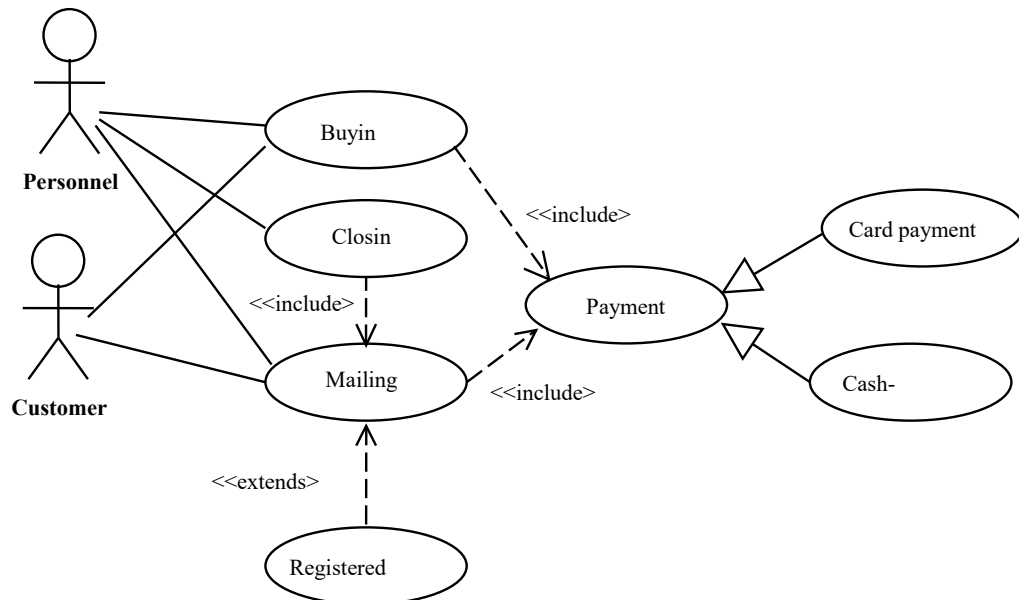 Buyin
Personnel
<<include>
Closin
Card payment
<<include>
Payment
Mailing
<<include>
Cash-
Customer
<<extends>
Registered